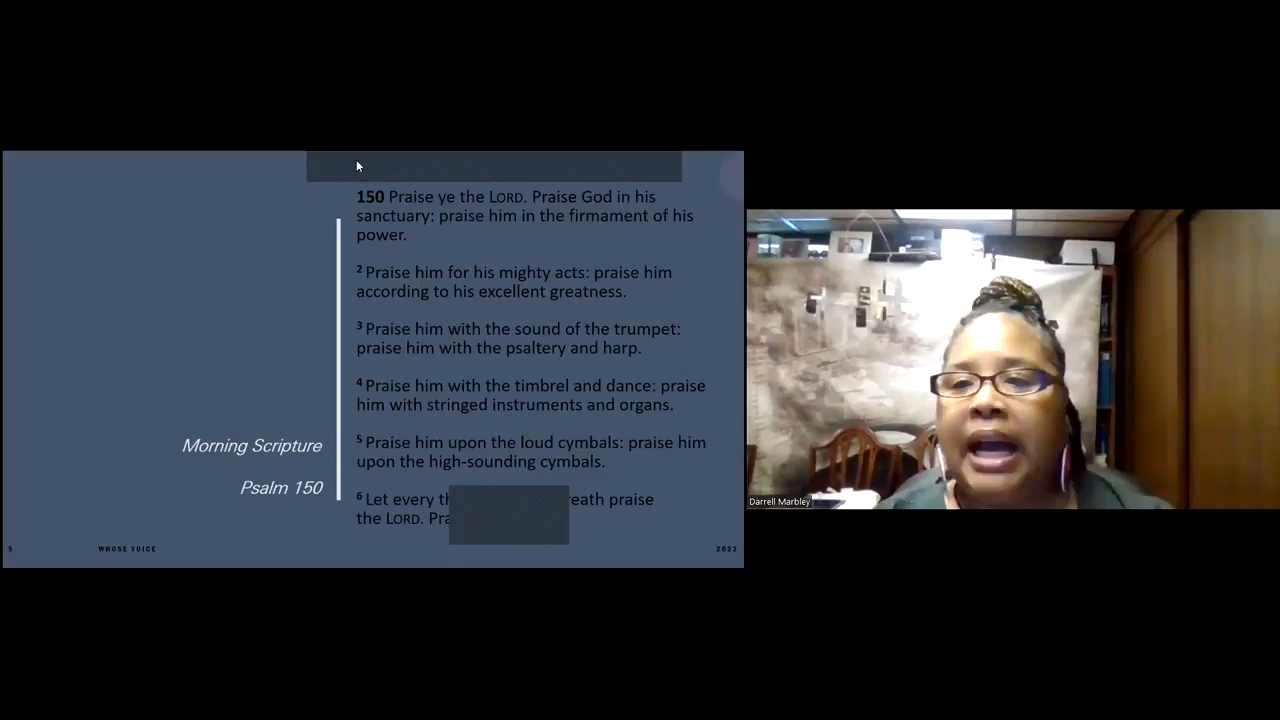 150 Praise ye the LORD. Praise God in his
sanctuary: praise him in the firmament of his
power.
2 Praise him for his mighty acts: praise him
according to his excellent greatness.
3 Praise him with the sound of the trumpet:
praise him with the psaltery and harp.
4 Praise him with the timbrel and dance: praise
him with stringed instruments and organs.
5 Praise him upon the loud cymbals: praise him
upon the high-sounding cymbals.
6 Let every praise
the LORD.
Morning Scripture
Psalm 150
5 WHOSE VOICE 2022
Darrell Marbley